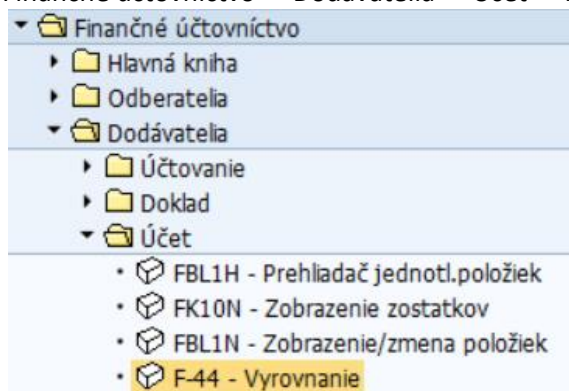 Finančné účtovníctvo
Hlavná kniha
Odberatelia
Dodávatelia
Účtovanie
Doklad
Účet
FBL1H - Prehliadač jednotl.položiek
FK10N - Zobrazenie zostatkov
FBL1N - Zobrazenie/zmena položiek
F-44 - Vyrovnanie